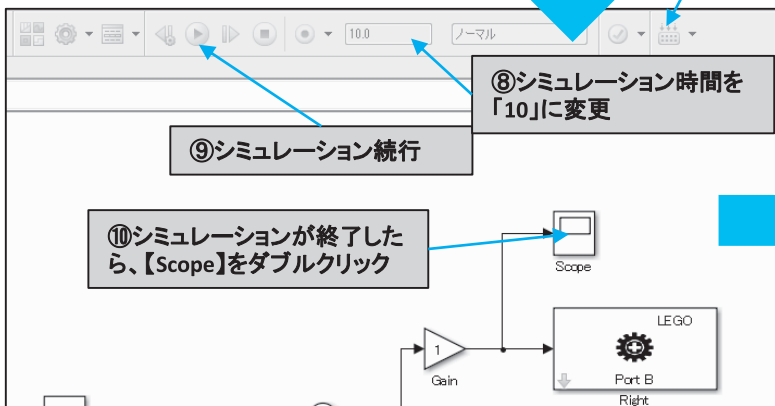 10.0
ノーマル
⑧シミュレーション時間を
「10」に変更
⑨シミュレーション続行
⑩シミュレーションが終了した
ら、【Scope】をダブルクリック
Scope
1
Gain
LEGO
Port B
Right